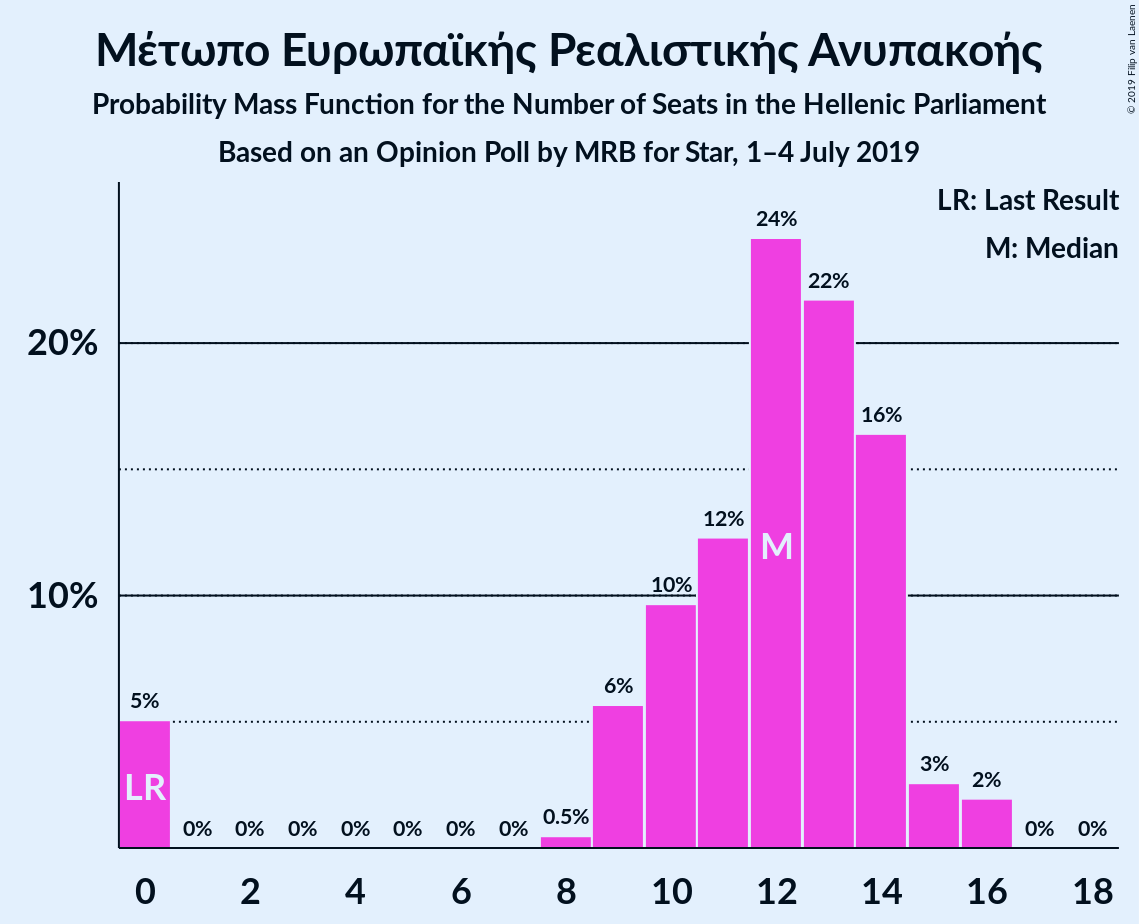 Μέτωπο Ευρωπαϊκής Ρεαλιστικής Ανυπακοής
Probability Mass Function for the Number of Seats in the Hellenic Parliament
Based on an Opinion Poll by MRB for Star, 1–4 July 2019
© 2019 Filip van Laenen
LR: Last Result
M: Median
20%
10%
5%
0%
0%
0%
0%
0%
0%
0%
0.5%
6%
10%
12%
24%
22%
16%
3%
2%
0%
0%
LR
M
0 2 4 6 8 10 12 14 16 18